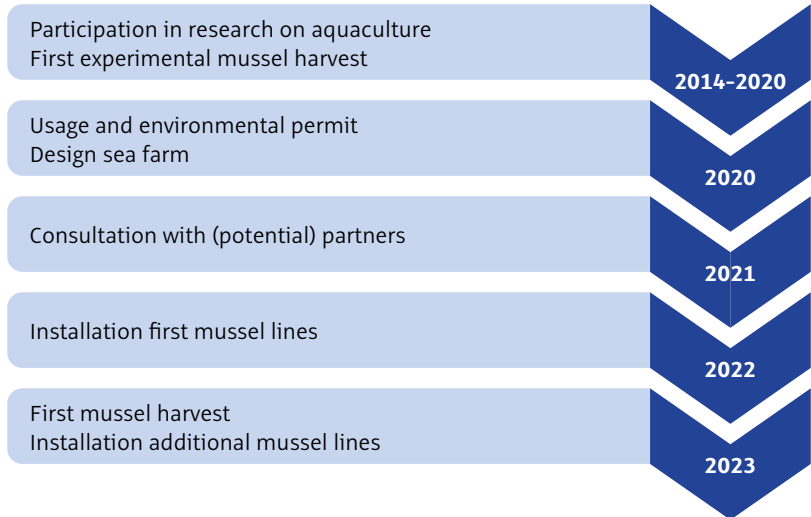 Participation in research on aquaculture
First experimental mussel harvest
2014-2020
Usage and environmental permit
Design sea farm
2020
Consultation with (potential) partners
2021
Installation first mussel lines
2022
First mussel harvest
Installation additional mussel lines
2023